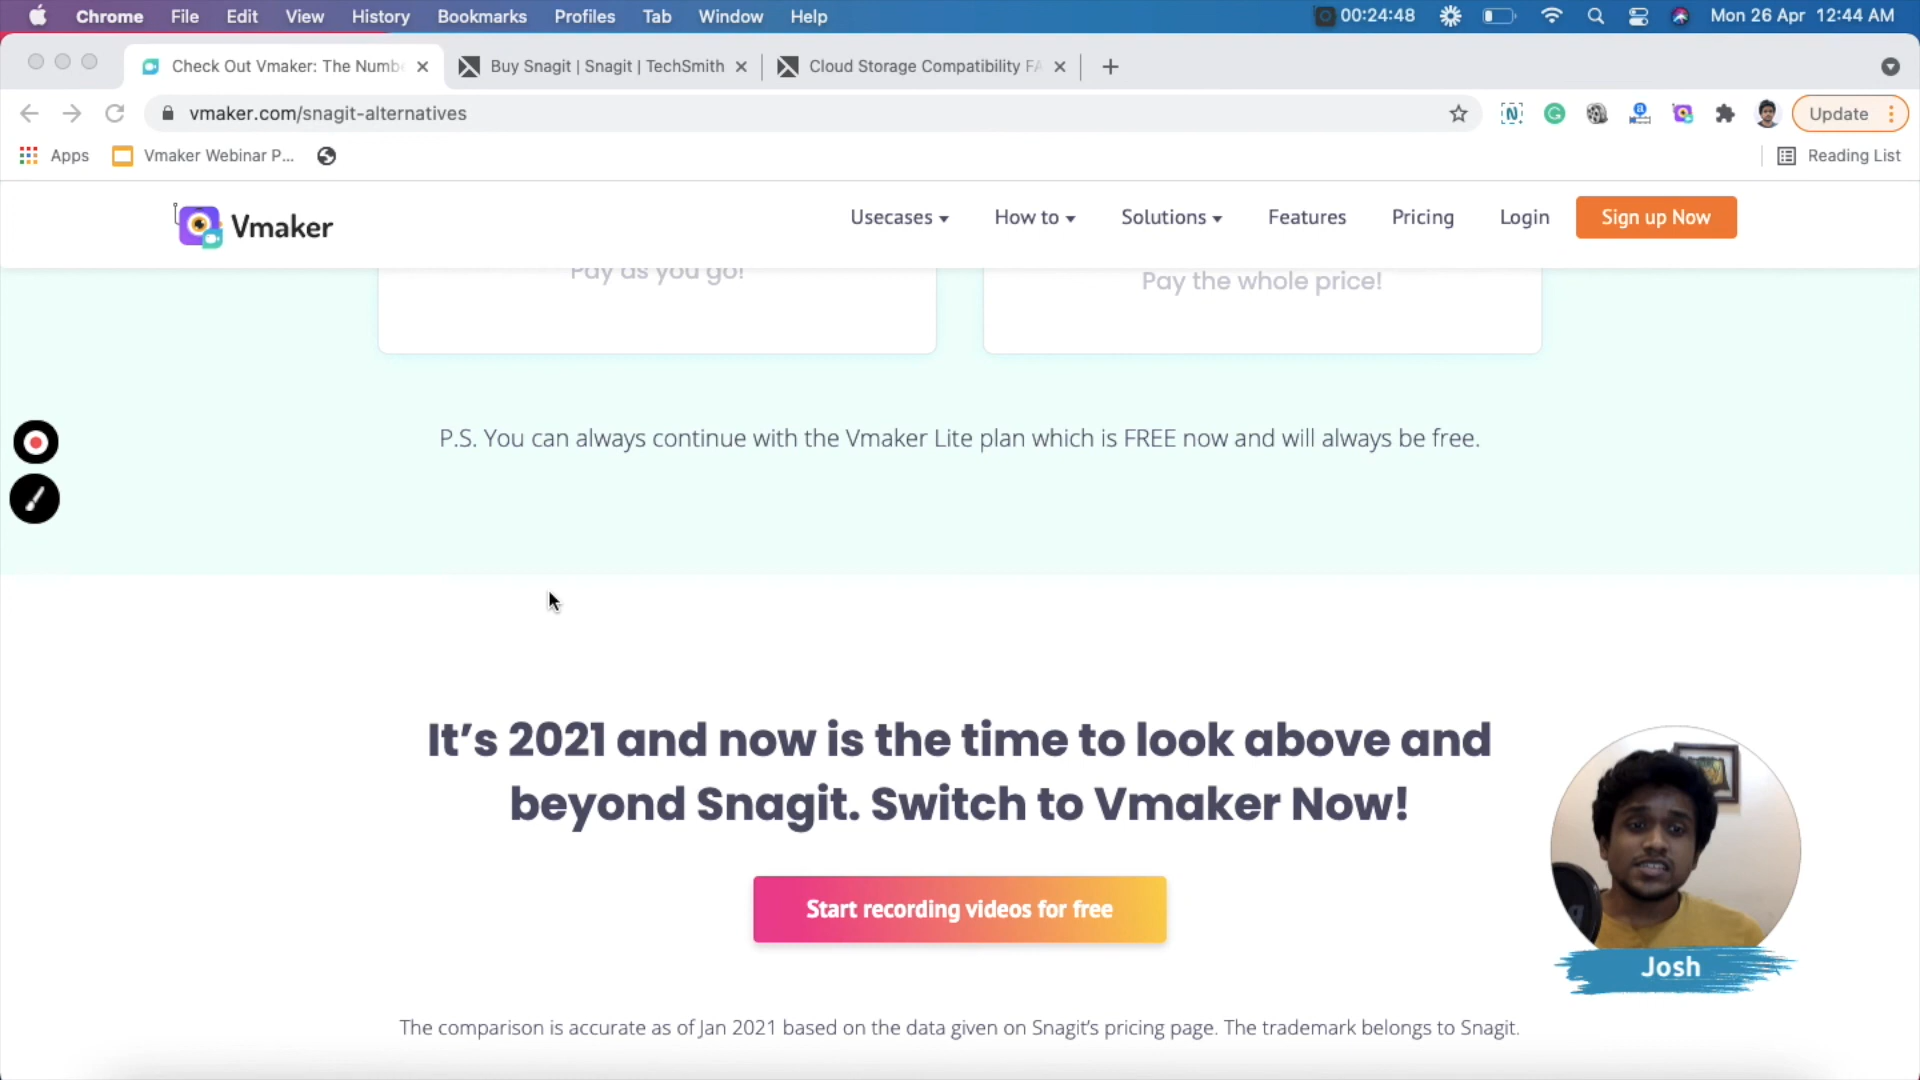 Chrome File Edit View History Bookmarks Profiles Tab Window Help 00:24:48 Mon 26 Apr 12:44 AM
Check Out Vmaker: The Numb Buy Snagit | Snagit | TechSmith Cloud Storage Compatibility FA
vmaker.com/snagit-alternatives Update
Apps Vmaker Webinar P... Reading List
Vmaker Usecases How to Solutions Features Pricing Login Sign up Now
Pay as you go! Pay the whole price!
P.S. You can always continue with the Vmaker Lite plan which is FREE now and will always be free.
It's 2021 and now is the time to look above and
beyond Snagit. Switch to Vmaker Now!
Start recording videos for free
Josh
The comparison is accurate as of Jan 2021 based on the data given on Snagit's pricing page. The trademark belongs to Snagit.